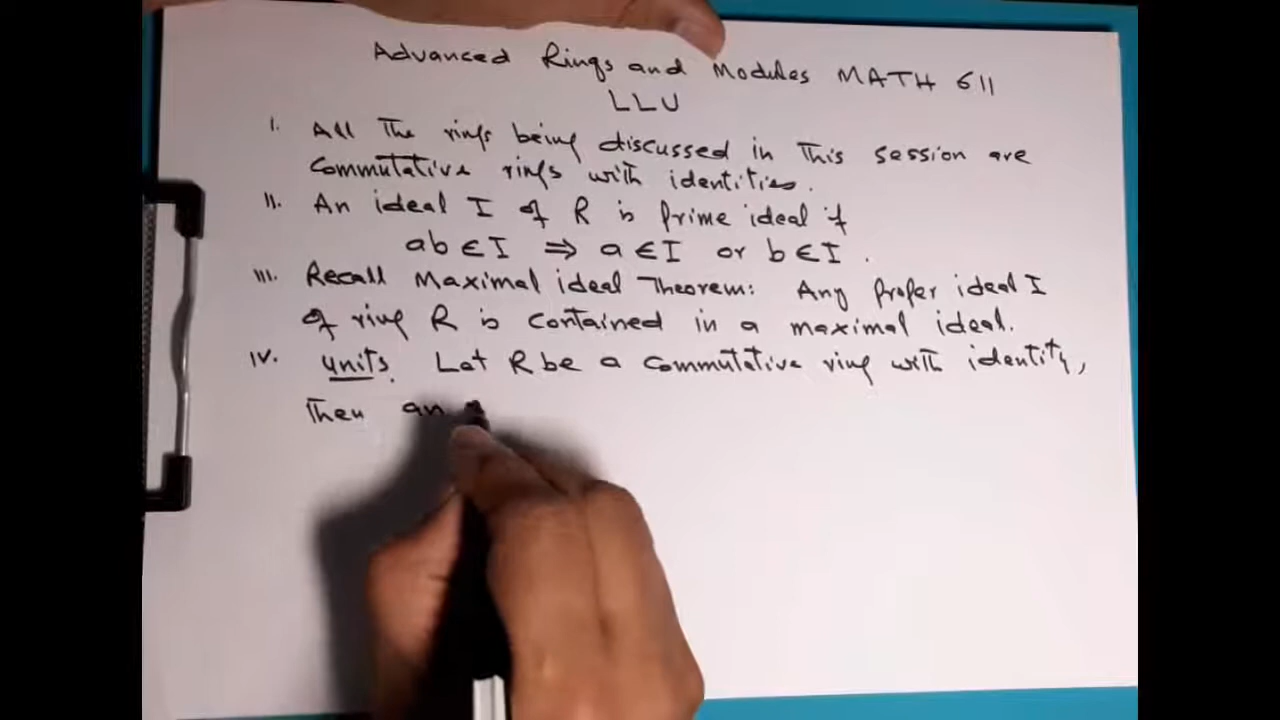 Advanced Rings and Modules MATH 611
LLU
I. All the rings being discussed in this session are
commutative rings with identities.
II. An ideal I of R is prime ideal if
ab ∈ I ⇒ a ∈ I or b ∈ I .
III. Recall Maximal ideal Theorem: Any proper ideal I
of ring R is contained in a maximal ideal.
IV. units. Let R be a commutative ring with identity,
Then an